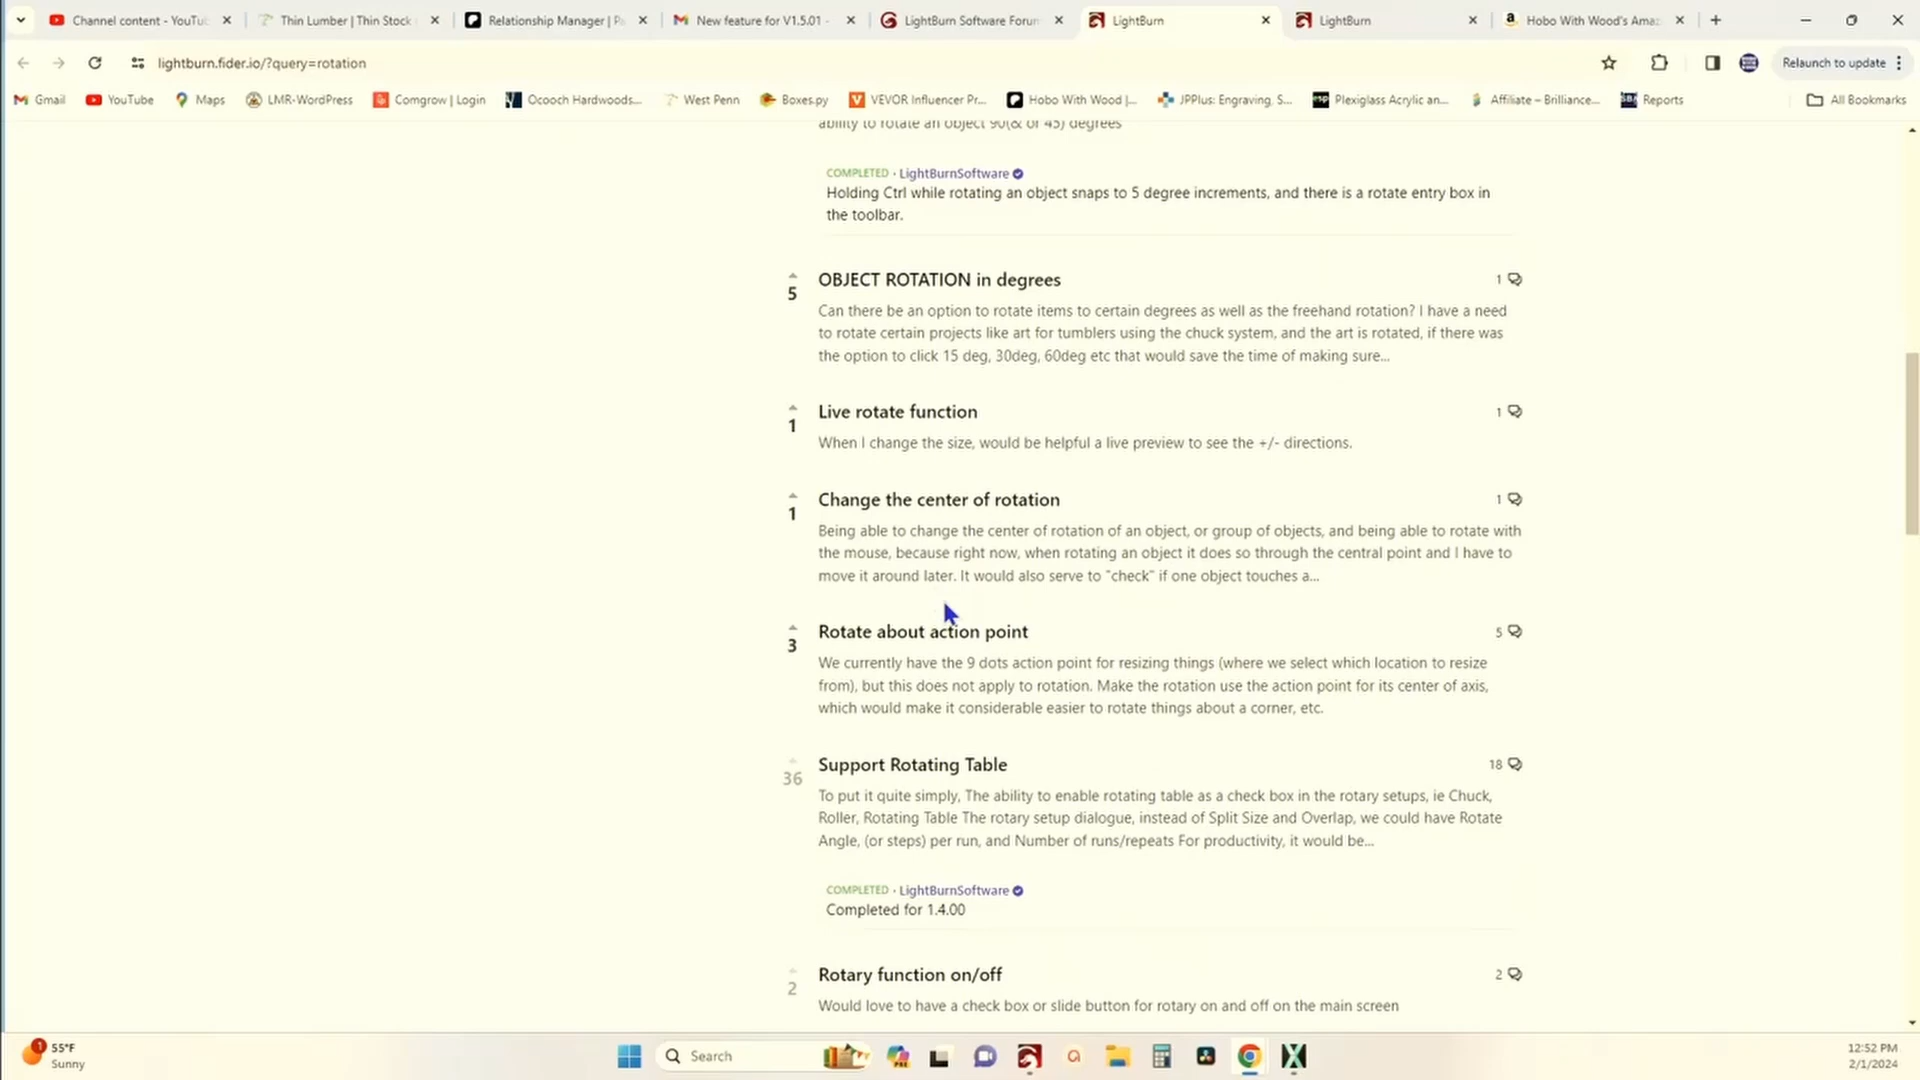 Channel content - YouTu
Thin Lumber | Thin Stock
Relationship Manager | Pa
New feature for V1.5.01 -
LightBurn Software Forum
LightBurn
LightBurn
Hobo With Wood's Ama
lightburn.fider.io/?query=rotation
Relaunch to update
Gmail
YouTube
Maps
LMR-WordPress
Comgrow | Login
Ocooch Hardwoods...
West Penn
Boxes.py
VEVOR Influencer Pr...
Hobo With Wood |...
JPPlus: Engraving, S...
Plexiglass Acrylic an...
Affiliate – Brilliance...
Reports
All Bookmarks
ability to rotate an object 90(& or 45) degrees
COMPLETED · LightBurnSoftware
Holding Ctrl while rotating an object snaps to 5 degree increments, and there is a rotate entry box in
the toolbar.
OBJECT ROTATION in degrees
1
5
Can there be an option to rotate items to certain degrees as well as the freehand rotation? I have a need
to rotate certain projects like art for tumblers using the chuck system, and the art is rotated, if there was
the option to click 15 deg, 30deg, 60deg etc that would save the time of making sure...
Live rotate function
1
1
When I change the size, would be helpful a live preview to see the +/- directions.
Change the center of rotation
1
1
Being able to change the center of rotation of an object, or group of objects, and being able to rotate with
the mouse, because right now, when rotating an object it does so through the central point and I have to
move it around later. It would also serve to "check" if one object touches a...
Rotate about action point
5
3
We currently have the 9 dots action point for resizing things (where we select which location to resize
from), but this does not apply to rotation. Make the rotation use the action point for its center of axis,
which would make it considerable easier to rotate things about a corner, etc.
Support Rotating Table
18
36
To put it quite simply, The ability to enable rotating table as a check box in the rotary setups, ie Chuck,
Roller, Rotating Table The rotary setup dialogue, instead of Split Size and Overlap, we could have Rotate
Angle, (or steps) per run, and Number of runs/repeats For productivity, it would be...
COMPLETED · LightBurnSoftware
Completed for 1.4.00
Rotary function on/off
2
2
Would love to have a check box or slide button for rotary on and off on the main screen
1
55°F
Sunny
Search
PRE
12:52 PM
2/1/2024